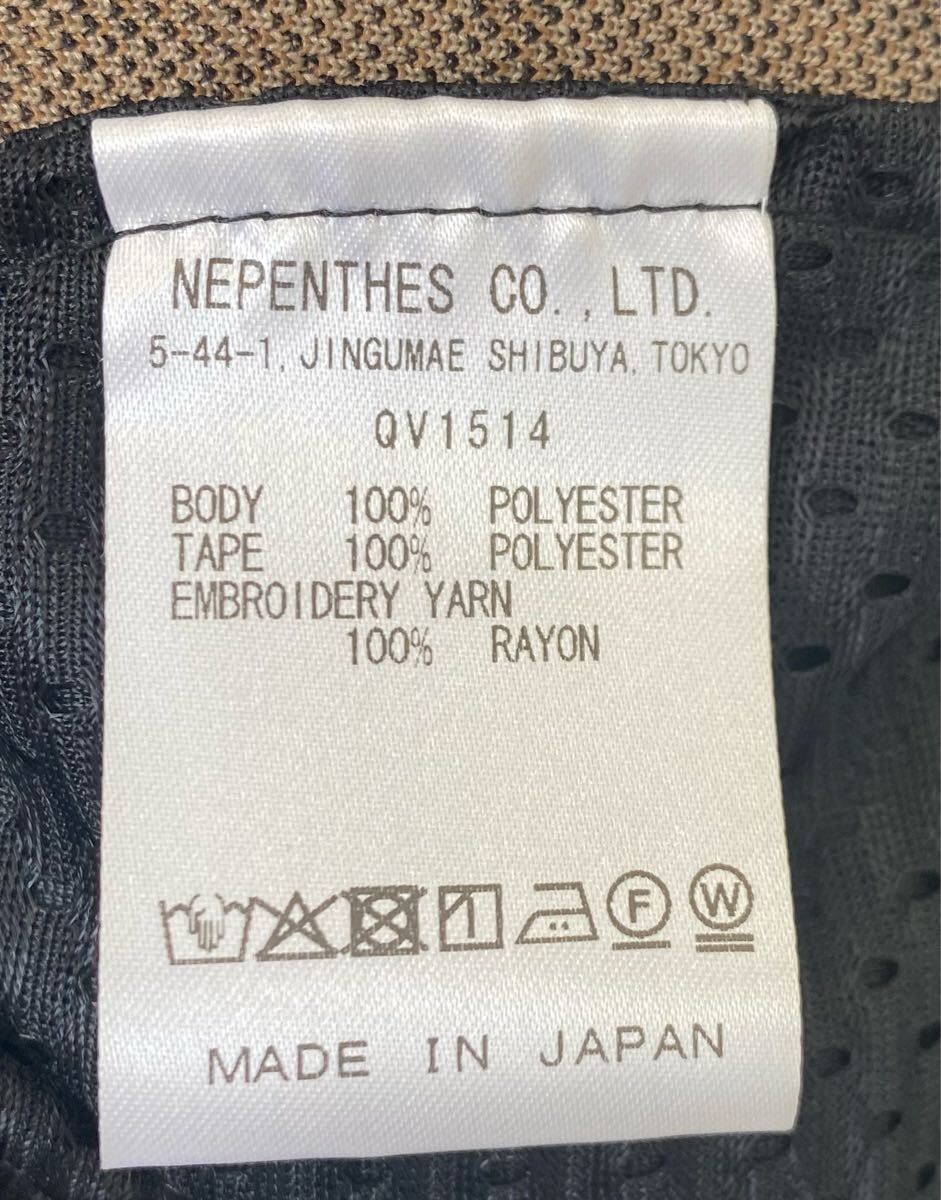 NEPENTHES CO., LTD.
5-44-1, JINGUMAE SHIBUYA, TOKYO
QV1514
BODY 100% POLYESTER
TAPE 100% POLYESTER
EMBROIDERY YARN
100% RAYON
F W
MADE IN JAPAN